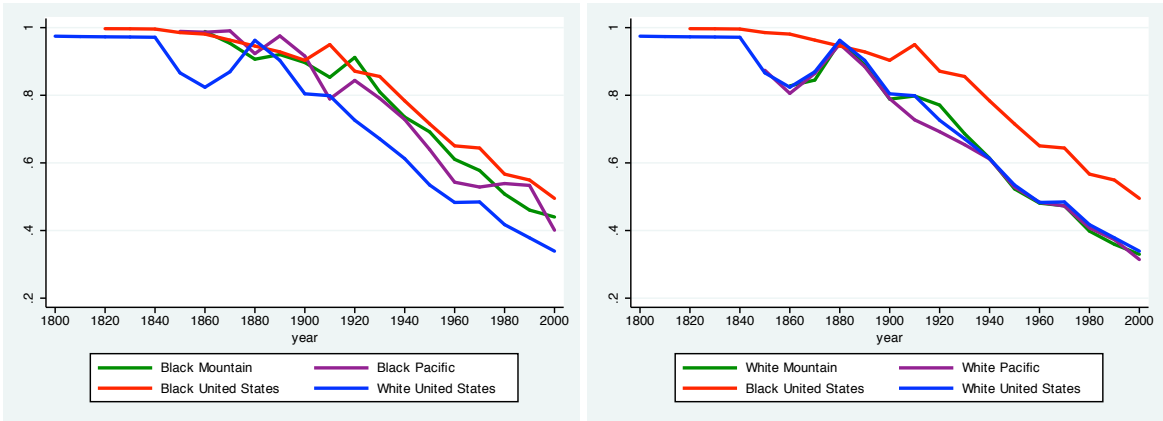 1
.8
.6
.4
.2
1800 1820 1840 1860 1880 1900 1920 1940 1960 1980 2000
year
Black Mountain Black Pacific
Black United States White United States
1
.8
.6
.4
.2
1800 1820 1840 1860 1880 1900 1920 1940 1960 1980 2000
year
White Mountain White Pacific
Black United States White United States